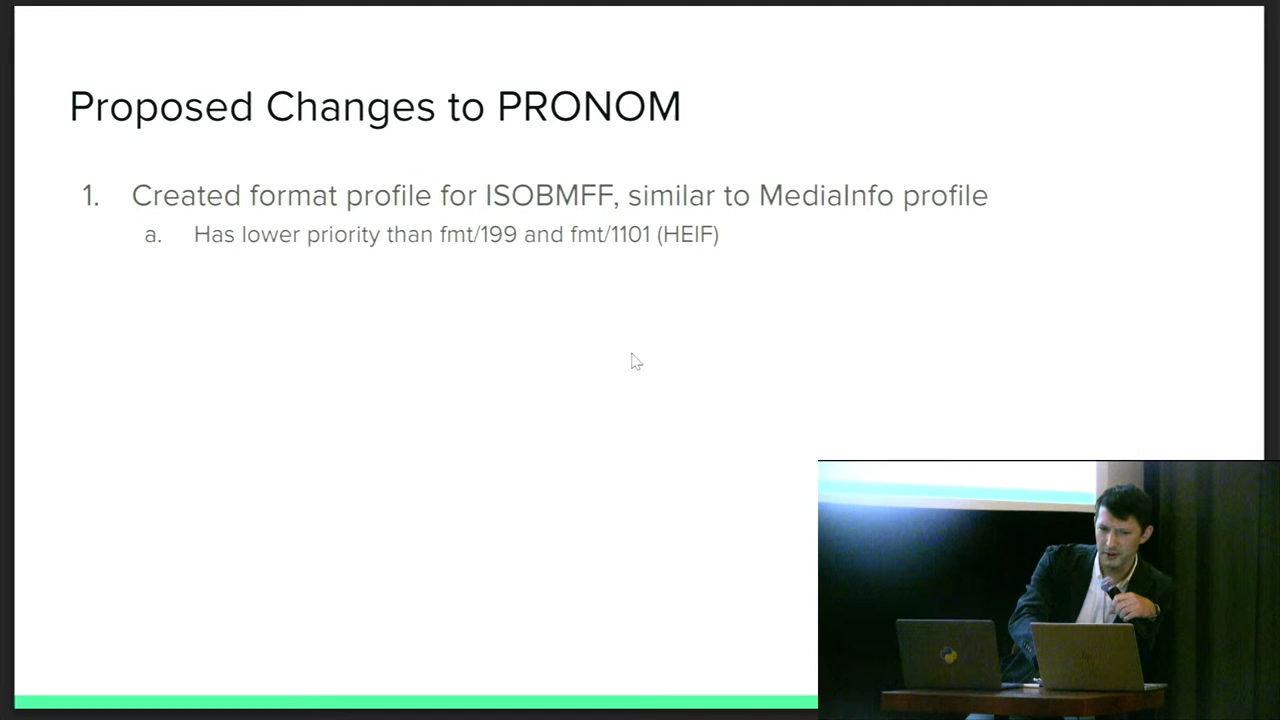 Proposed Changes to PRONOM
1. Created format profile for ISOBMFF, similar to MediaInfo profile
a. Has lower priority than fmt/199 and fmt/1101 (HEIF)